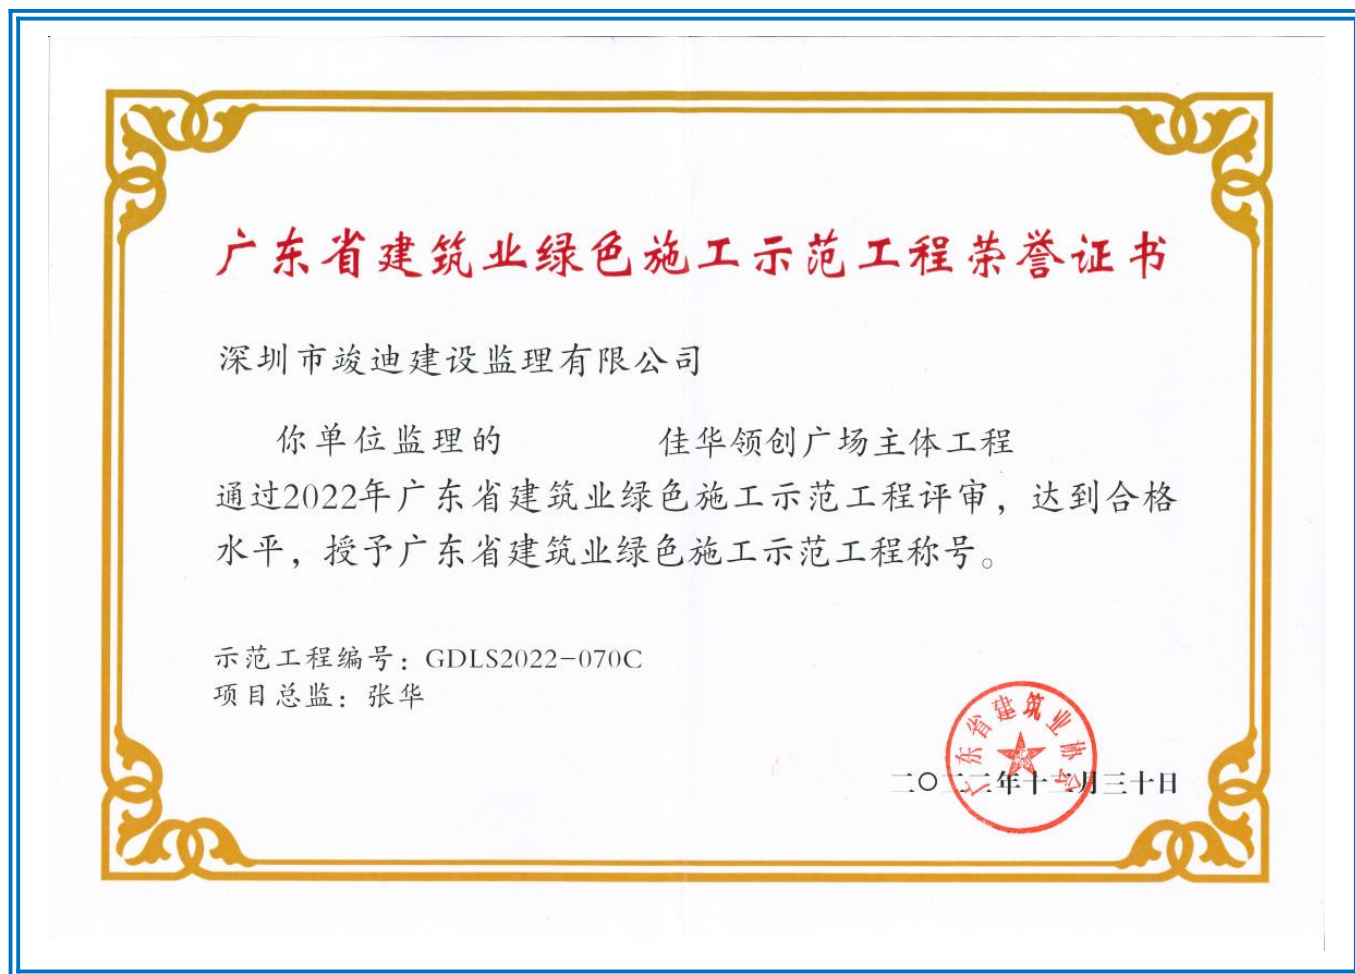 广东省建筑业绿色施工示范工程荣誉证书
深圳市竣迪建设监理有限公司
你单位监理的 佳华领创广场主体工程
通过2022年广东省建筑业绿色施工示范工程评审，达到合格
水平，授予广东省建筑业绿色施工示范工程称号。
示范工程编号：GDLS2022-070C
项目总监：张华
广东省建筑业协会
二〇二二年十二月三十日